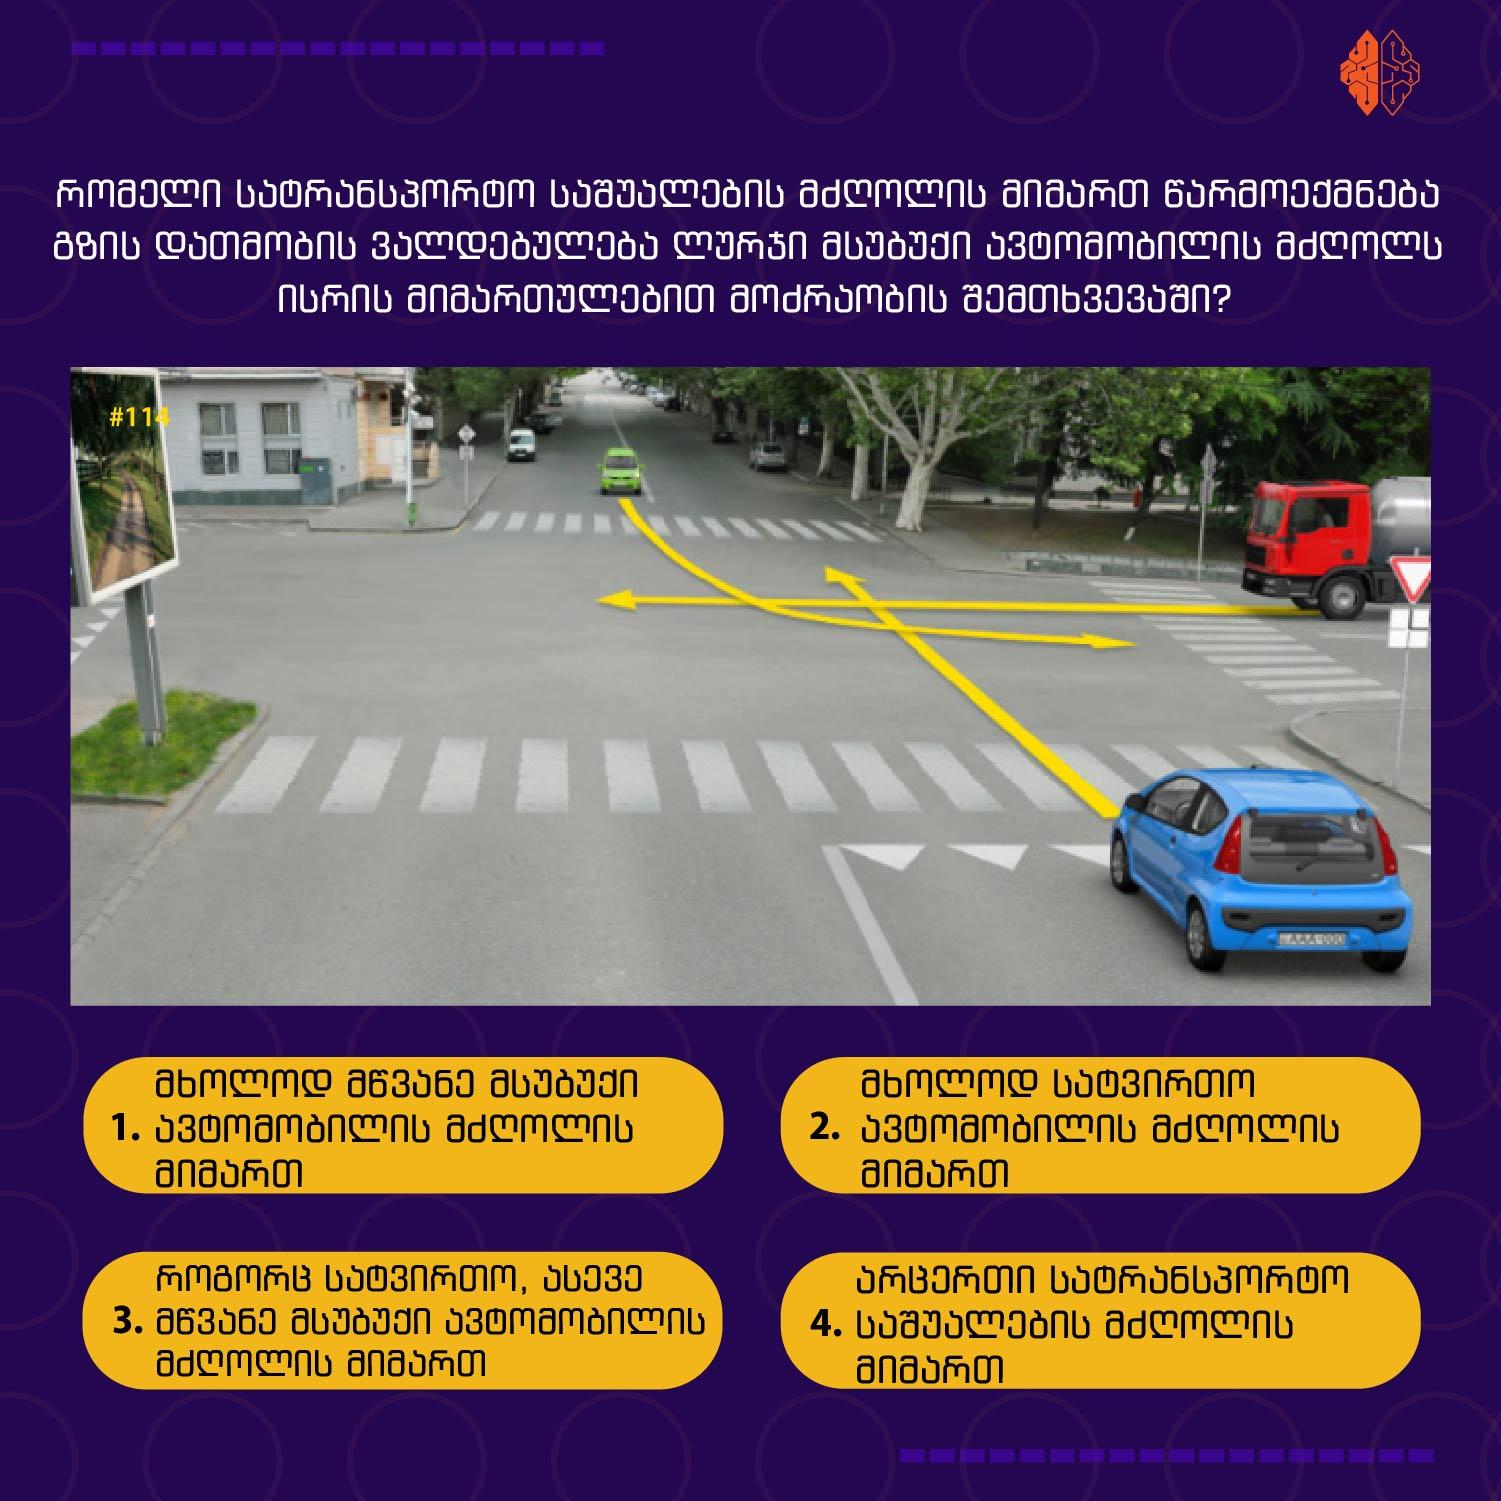 რომელი სატრანსპორტო საშუალების მძღოლის მიმართ წარმოექმნება
გზის დათმობის ვალდებულება ლურჯი მსუბუქი ავტომობილის მძღოლს
ისრის მიმართულებით მოძრაობის შემთხვევაში?
#114
AAA-000
1. მხოლოდ მწვანე მსუბუქი
ავტომობილის მძღოლის
მიმართ
2. მხოლოდ სატვირთო
ავტომობილის მძღოლის
მიმართ
3. როგორც სატვირთო, ასევე
მწვანე მსუბუქი ავტომობილის
მძღოლის მიმართ
4. არცერთი სატრანსპორტო
საშუალების მძღოლის
მიმართ